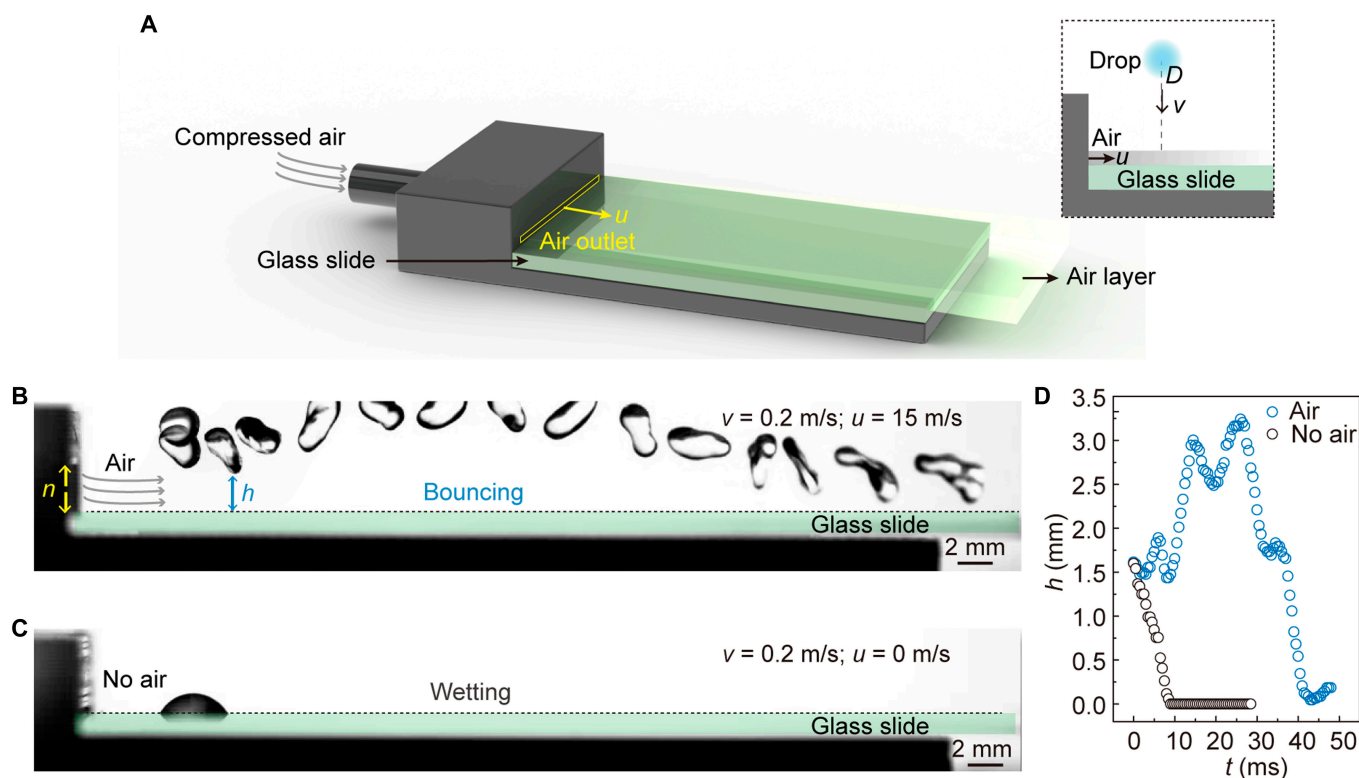 A
Compressed air
u
Air outlet
Glass slide
Air layer
Drop
D
v
Air
u
Glass slide
B
v = 0.2 m/s; u = 15 m/s
Air
n
h
Bouncing
Glass slide
2 mm
C
v = 0.2 m/s; u = 0 m/s
No air
Wetting
Glass slide
2 mm
D
3.5
3.0
2.5
2.0
1.5
1.0
0.5
0.0
h (mm)
Air
No air
0 10 20 30 40 50
t (ms)